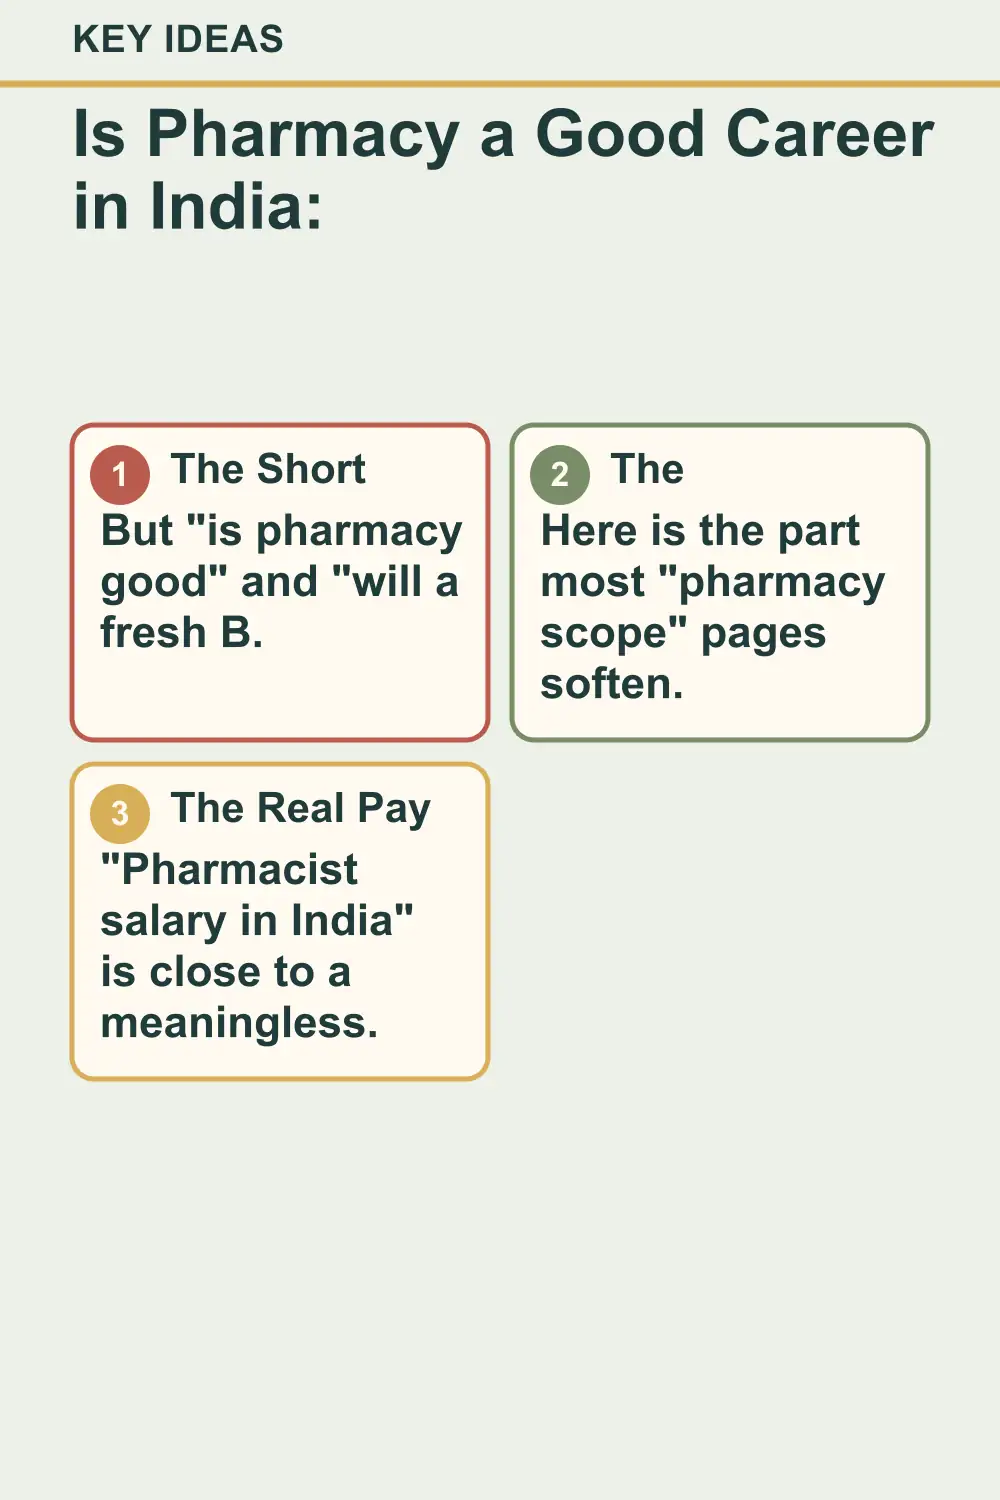 KEY IDEAS
Is Pharmacy a Good Career
in India:
1 The Short
But "is pharmacy
good" and "will a
fresh B.
2 The
Here is the part
most "pharmacy
scope" pages
soften.
3 The Real Pay
"Pharmacist
salary in India"
is close to a
meaningless.